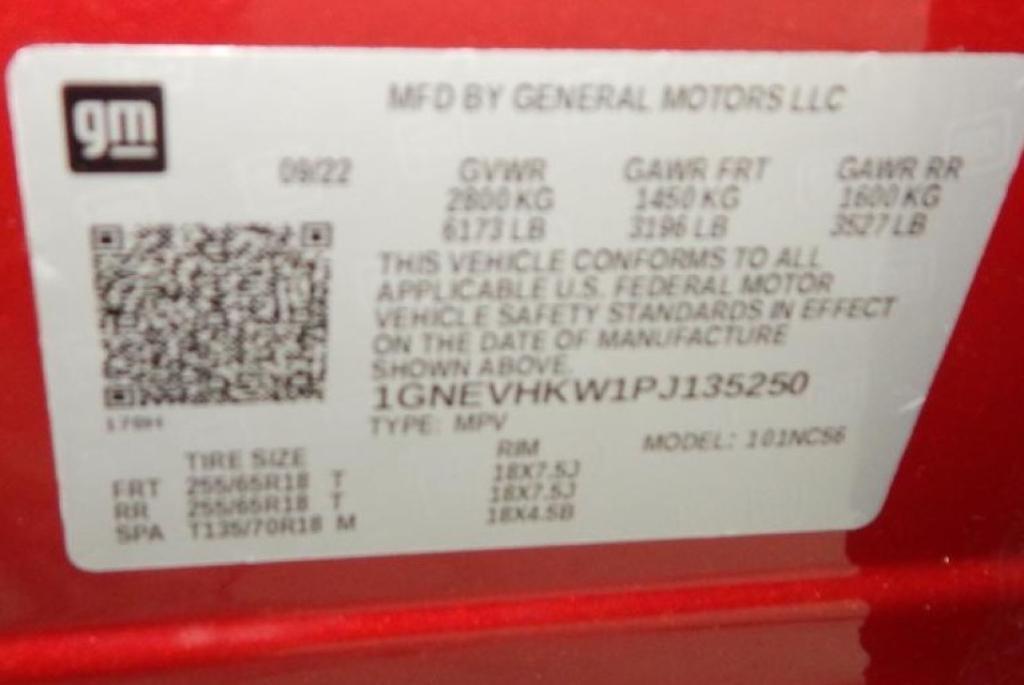 gm
MFD BY GENERAL MOTORS LLC
09/22 GVWR GAWR FRT GAWR RR
2800 KG 1450 KG 1600 KG
6173 LB 3196 LB 3527 LB
THIS VEHICLE CONFORMS TO ALL
APPLICABLE U.S. FEDERAL MOTOR
VEHICLE SAFETY STANDARDS IN EFFECT
ON THE DATE OF MANUFACTURE
SHOWN ABOVE.
1GNEVHKW1PJ135250
TYPE: MPV MODEL: 101NC56
TIRE SIZE RIM
FRT 255/65R18 T 18X7.5J
RR 255/65R18 T 18X7.5J
SPA T135/70R18 M 18X4.5B